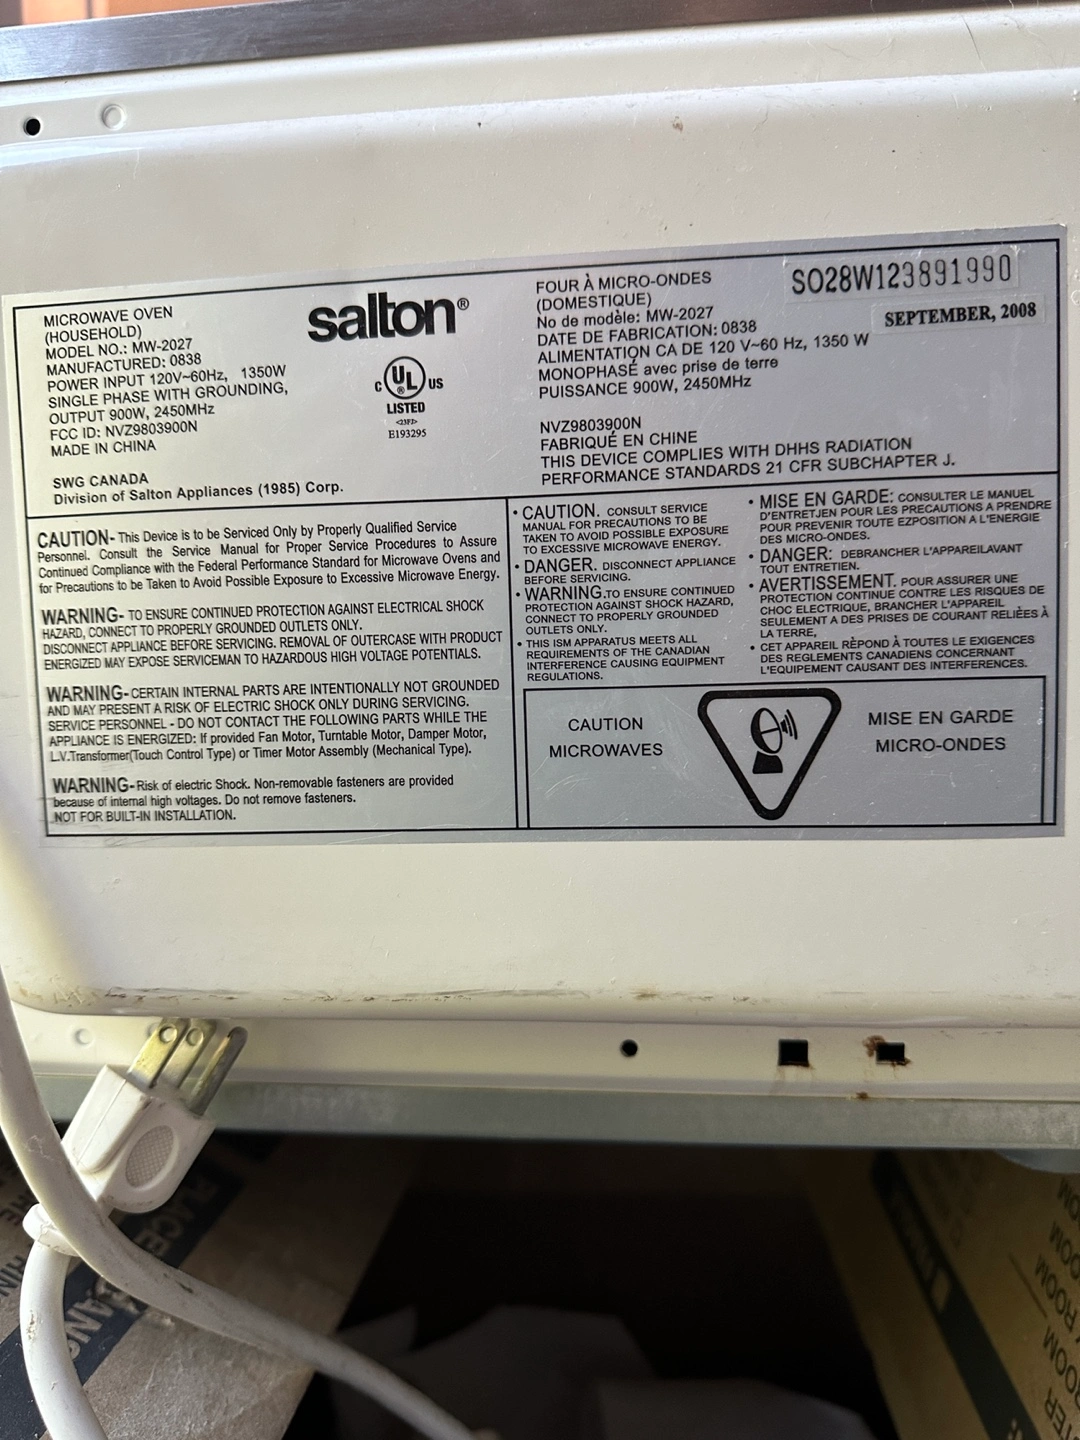 MICROWAVE OVEN
(HOUSEHOLD)
MODEL NO.: MW-2027
MANUFACTURED: 0838
POWER INPUT 120V~60Hz, 1350W
SINGLE PHASE WITH GROUNDING,
OUTPUT 900W, 2450MHz
FCC ID: NVZ9803900N
MADE IN CHINA
SWG CANADA
Division of Salton Appliances (1985) Corp.
salton®
C UL US
LISTED
E193295
FOUR À MICRO-ONDES
(DOMESTIQUE)
No de modèle: MW-2027
DATE DE FABRICATION: 0838
ALIMENTATION CA DE 120 V~60 Hz, 1350 W
MONOPHASÉ avec prise de terre
PUISSANCE 900W, 2450MHz
NVZ9803900N
FABRIQUÉ EN CHINE
THIS DEVICE COMPLIES WITH DHHS RADIATION
PERFORMANCE STANDARDS 21 CFR SUBCHAPTER J.
SO28W123891990
SEPTEMBER, 2008
CAUTION- This Device is to be Serviced Only by Properly Qualified Service
Personnel. Consult the Service Manual for Proper Service Procedures to Assure
Continued Compliance with the Federal Performance Standard for Microwave Ovens and
for Precautions to be Taken to Avoid Possible Exposure to Excessive Microwave Energy.
WARNING- TO ENSURE CONTINUED PROTECTION AGAINST ELECTRICAL SHOCK
HAZARD, CONNECT TO PROPERLY GROUNDED OUTLETS ONLY.
DISCONNECT APPLIANCE BEFORE SERVICING. REMOVAL OF OUTERCASE WITH PRODUCT
ENERGIZED MAY EXPOSE SERVICEMAN TO HAZARDOUS HIGH VOLTAGE POTENTIALS.
WARNING- CERTAIN INTERNAL PARTS ARE INTENTIONALLY NOT GROUNDED
AND MAY PRESENT A RISK OF ELECTRIC SHOCK ONLY DURING SERVICING.
SERVICE PERSONNEL - DO NOT CONTACT THE FOLLOWING PARTS WHILE THE
APPLIANCE IS ENERGIZED: If provided Fan Motor, Turntable Motor, Damper Motor,
L.V.Transformer(Touch Control Type) or Timer Motor Assembly (Mechanical Type).
WARNING- Risk of electric Shock. Non-removable fasteners are provided
because of internal high voltages. Do not remove fasteners.
NOT FOR BUILT-IN INSTALLATION.
• CAUTION. CONSULT SERVICE
MANUAL FOR PRECAUTIONS TO BE
TAKEN TO AVOID POSSIBLE EXPOSURE
TO EXCESSIVE MICROWAVE ENERGY.
• DANGER. DISCONNECT APPLIANCE
BEFORE SERVICING.
• WARNING.TO ENSURE CONTINUED
PROTECTION AGAINST SHOCK HAZARD,
CONNECT TO PROPERLY GROUNDED
OUTLETS ONLY.
• THIS ISM APPARATUS MEETS ALL
REQUIREMENTS OF THE CANADIAN
INTERFERENCE CAUSING EQUIPMENT
REGULATIONS.
• MISE EN GARDE: CONSULTER LE MANUEL
D'ENTRETJEN POUR LES PRECAUTIONS A PRENDRE
POUR PREVENIR TOUTE EZPOSITION A L'ENERGIE
DES MICRO-ONDES.
• DANGER: DEBRANCHER L'APPAREILAVANT
TOUT ENTRETIEN.
• AVERTISSEMENT. POUR ASSURER UNE
PROTECTION CONTINUE CONTRE LES RISQUES DE
CHOC ELECTRIQUE, BRANCHER L'APPAREIL
SEULEMENT A DES PRISES DE COURANT RELIÈES À
LA TERRE,
• CET APPAREIL RÈPOND À TOUTES LE EXIGENCES
DES REGLEMENTS CANADIENS CONCERNANT
L'EQUIPEMENT CAUSANT DES INTERFERENCES.
CAUTION
MICROWAVES
MISE EN GARDE
MICRO-ONDES
PLACE
ROOM
ROOM
ROOM